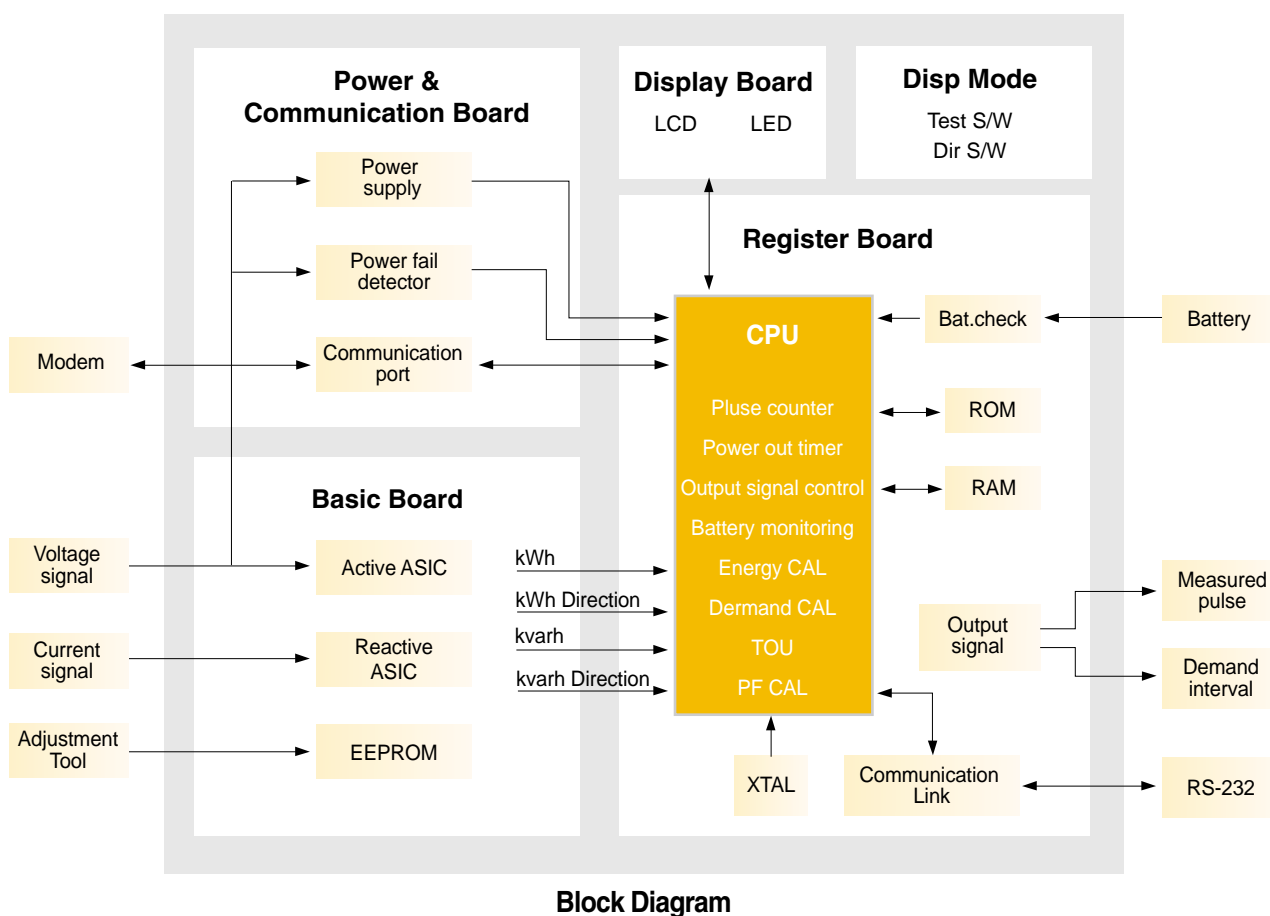 Power &
Communication Board
Power
supply
Power fail
detector
Communication
port
Modem
Display Board
LCD LED
Disp Mode
Test S/W
Dir S/W
Register Board
CPU
Pluse counter
Power out timer
Output signal control
Battery monitoring
Energy CAL
Dermand CAL
TOU
PF CAL
Bat.check
Battery
ROM
RAM
Output
signal
Measured
pulse
Demand
interval
XTAL
Communication
Link
RS-232
Basic Board
Voltage
signal
Active ASIC
Current
signal
Reactive
ASIC
Adjustment
Tool
EEPROM
kWh
kWh Direction
kvarh
kvarh Direction
Block Diagram